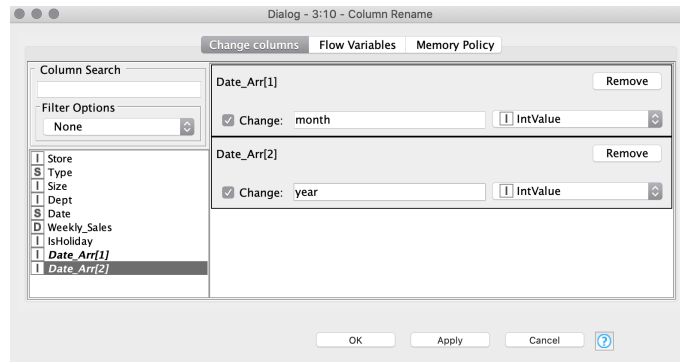 Dialog - 3:10 - Column Rename
Change columns Flow Variables Memory Policy
Column Search
Filter Options
None
I Store
S Type
I Size
I Dept
S Date
D Weekly_Sales
I IsHoliday
I Date_Arr[1]
I Date_Arr[2]
Date_Arr[1] Remove
Change: month I IntValue
Date_Arr[2] Remove
Change: year I IntValue
OK Apply Cancel ?